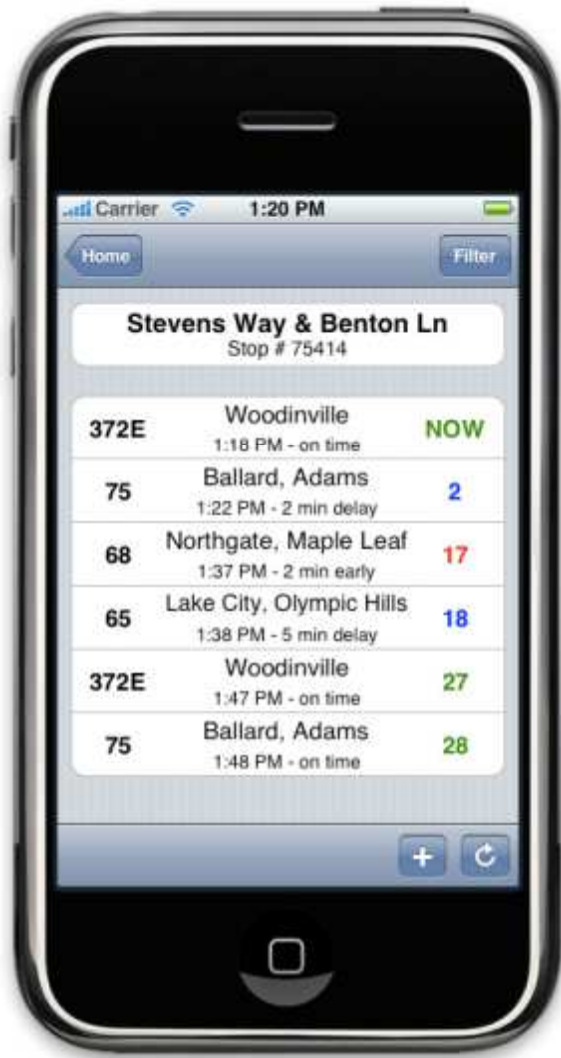 Carrier 1:20 PM
Home Filter
Stevens Way & Benton Ln
Stop # 75414
372E Woodinville NOW
1:18 PM - on time
75 Ballard, Adams 2
1:22 PM - 2 min delay
68 Northgate, Maple Leaf 17
1:37 PM - 2 min early
65 Lake City, Olympic Hills 18
1:38 PM - 5 min delay
372E Woodinville 27
1:47 PM - on time
75 Ballard, Adams 28
1:48 PM - on time